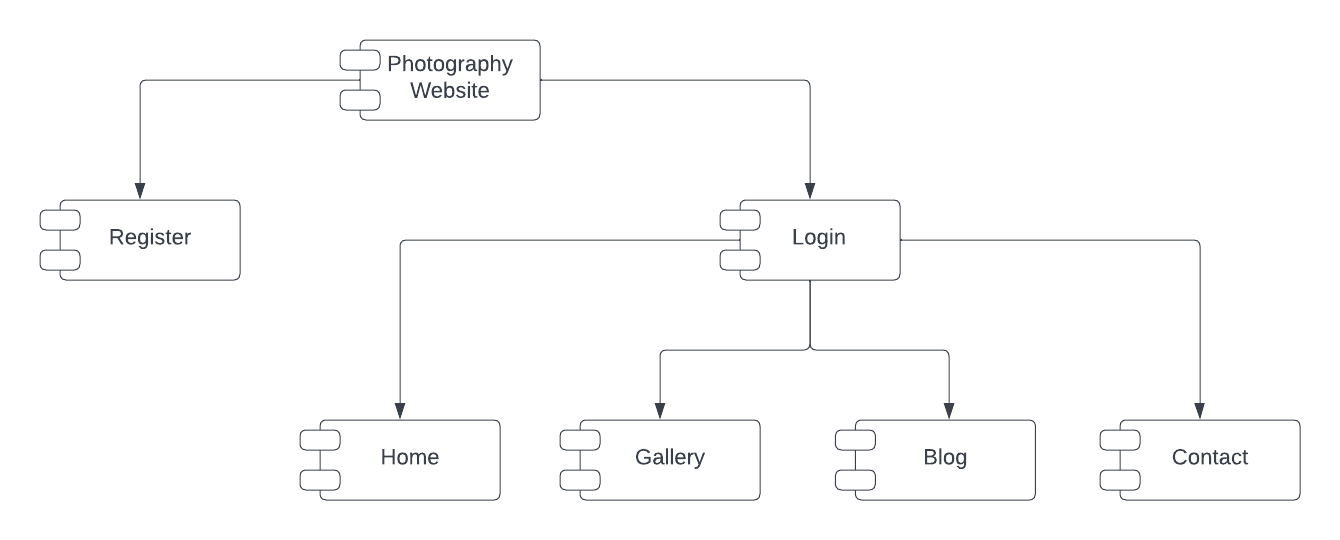 Photography
Website
Register
Login
Home
Gallery
Blog
Contact